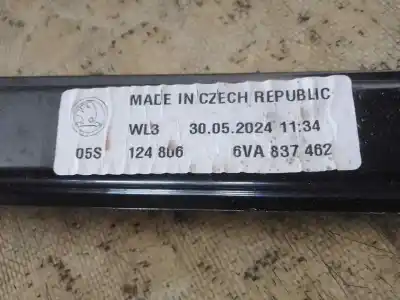 MADE IN CZECH REPUBLIC
WL3 30.05.2024 11:34
05S 124 806 6VA 837 462